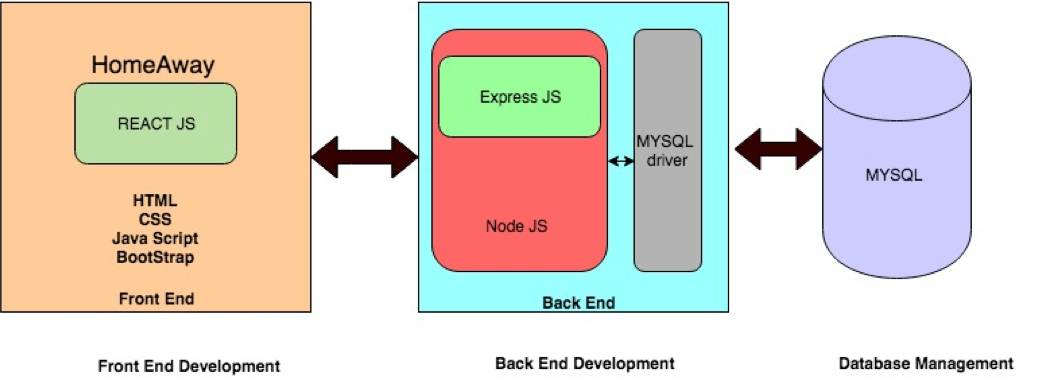 HomeAway
REACT JS
HTML
CSS
Java Script
BootStrap
Front End
Express JS
Node JS
MYSQL
driver
Back End
MYSQL
Front End Development
Back End Development
Database Management